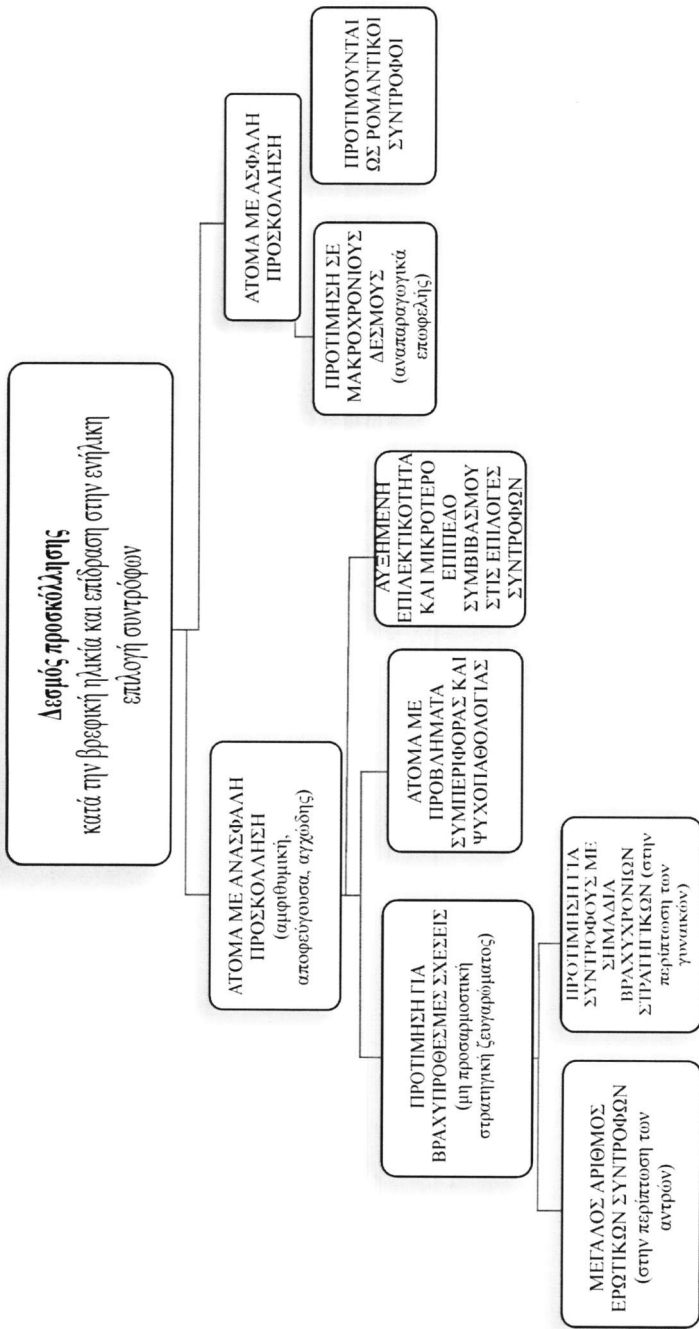 Δεσμός προσκόλλησης
κατά την βρεφική ηλικία και επίδραση στην ενήλικη
επιλογή συντρόφων
ΑΤΟΜΑ ΜΕ ΑΝΑΣΦΑΛΗ
ΠΡΟΣΚΟΛΛΗΣΗ
(αμφιθυμική,
αποφεύγουσα, αγχώδης)
ΑΤΟΜΑ ΜΕ ΑΣΦΑΛΗ
ΠΡΟΣΚΟΛΛΗΣΗ
ΠΡΟΤΙΜΗΣΗ ΓΙΑ
ΒΡΑΧΥΠΡΟΘΕΣΜΕΣ ΣΧΕΣΕΙΣ
(μη προσαρμοστική
στρατηγική ζευγαρώματος)
ΑΤΟΜΑ ΜΕ
ΠΡΟΒΛΗΜΑΤΑ
ΣΥΜΠΕΡΙΦΟΡΑΣ ΚΑΙ
ΨΥΧΟΠΑΘΟΛΟΓΙΑΣ
ΑΥΞΗΜΕΝΗ
ΕΠΙΛΕΚΤΙΚΟΤΗΤΑ
ΚΑΙ ΜΙΚΡΟΤΕΡΟ
ΕΠΙΠΕΔΟ
ΣΥΜΒΙΒΑΣΜΟΥ
ΣΤΙΣ ΕΠΙΛΟΓΕΣ
ΣΥΝΤΡΟΦΩΝ
ΠΡΟΤΙΜΗΣΗ ΣΕ
ΜΑΚΡΟΧΡΟΝΙΟΥΣ
ΔΕΣΜΟΥΣ
(αναπαραγωγικά
επωφελής)
ΠΡΟΤΙΜΟΥΝΤΑΙ
ΩΣ ΡΟΜΑΝΤΙΚΟΙ
ΣΥΝΤΡΟΦΟΙ
ΜΕΓΑΛΟΣ ΑΡΙΘΜΟΣ
ΕΡΩΤΙΚΩΝ ΣΥΝΤΡΟΦΩΝ
(στην περίπτωση των
αντρών)
ΠΡΟΤΙΜΗΣΗ ΓΙΑ
ΣΥΝΤΡΟΦΟΥΣ ΜΕ
ΣΗΜΑΔΙΑ
ΒΡΑΧΥΧΡΟΝΙΩΝ
ΣΤΡΑΤΗΓΙΚΩΝ (στην
περίπτωση των
γυναικών)